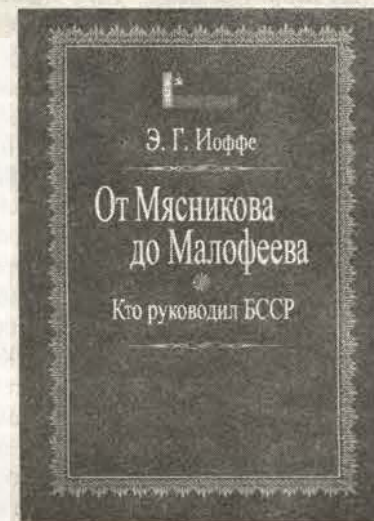 Э. Г. Иоффе
От Мясникова
до Малофеева
Кто руководил БССР